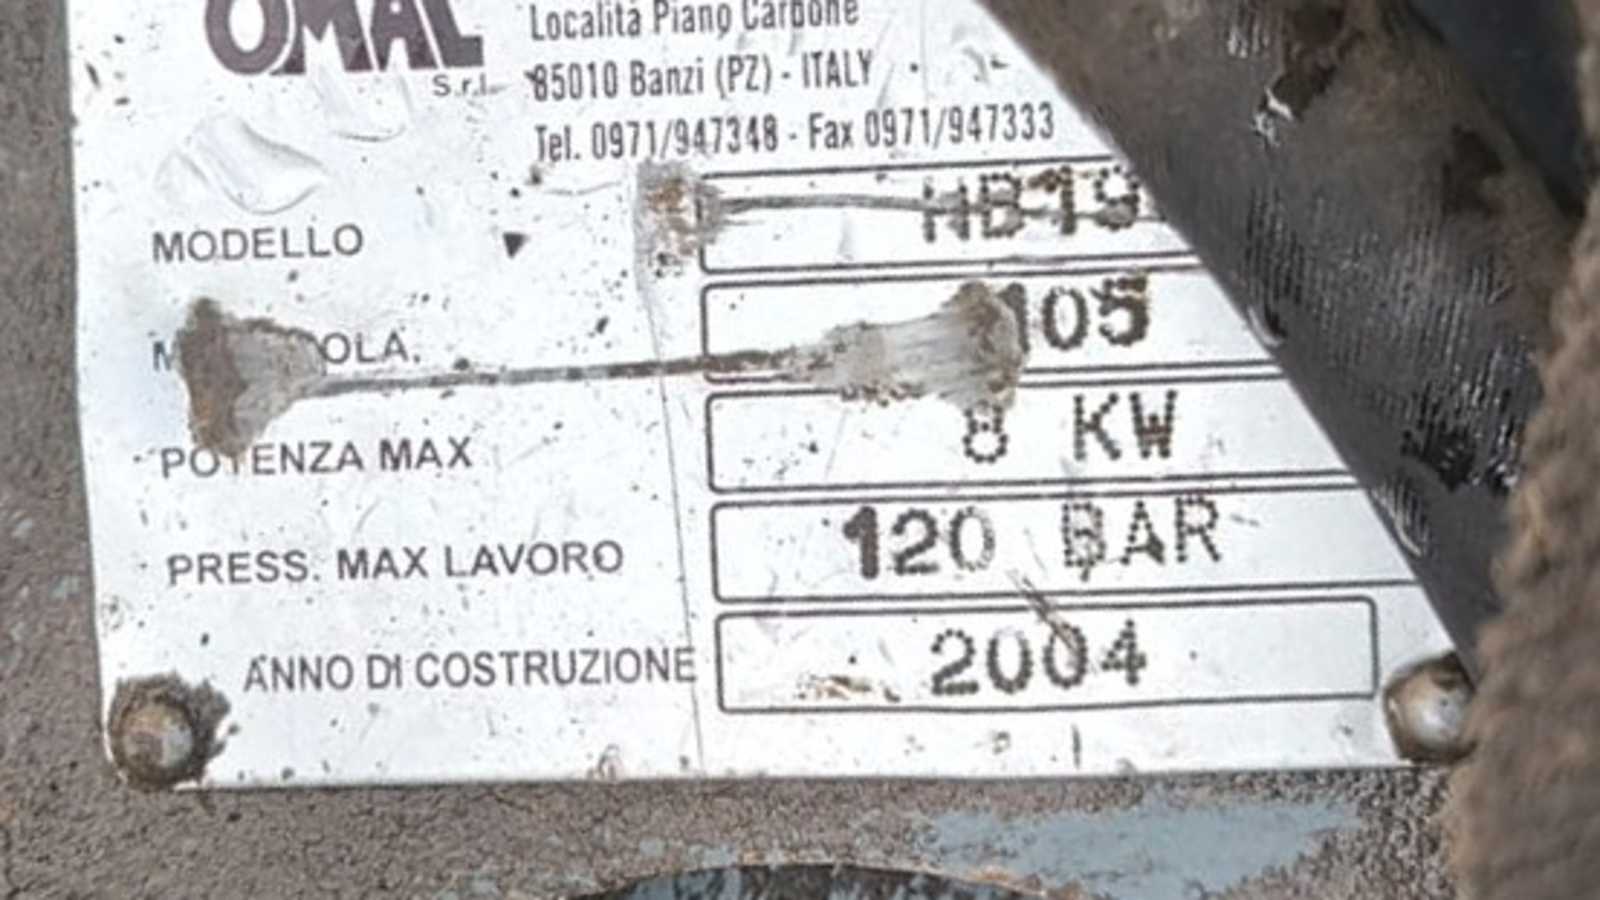 OMAL
S.r.l.
Località Piano Carbone
85010 Banzi (PZ) - ITALY
Tel. 0971/947348 - Fax 0971/947333
MODELLO HB19
105
POTENZA MAX 8 KW
PRESS. MAX LAVORO 120 BAR
ANNO DI COSTRUZIONE 2004